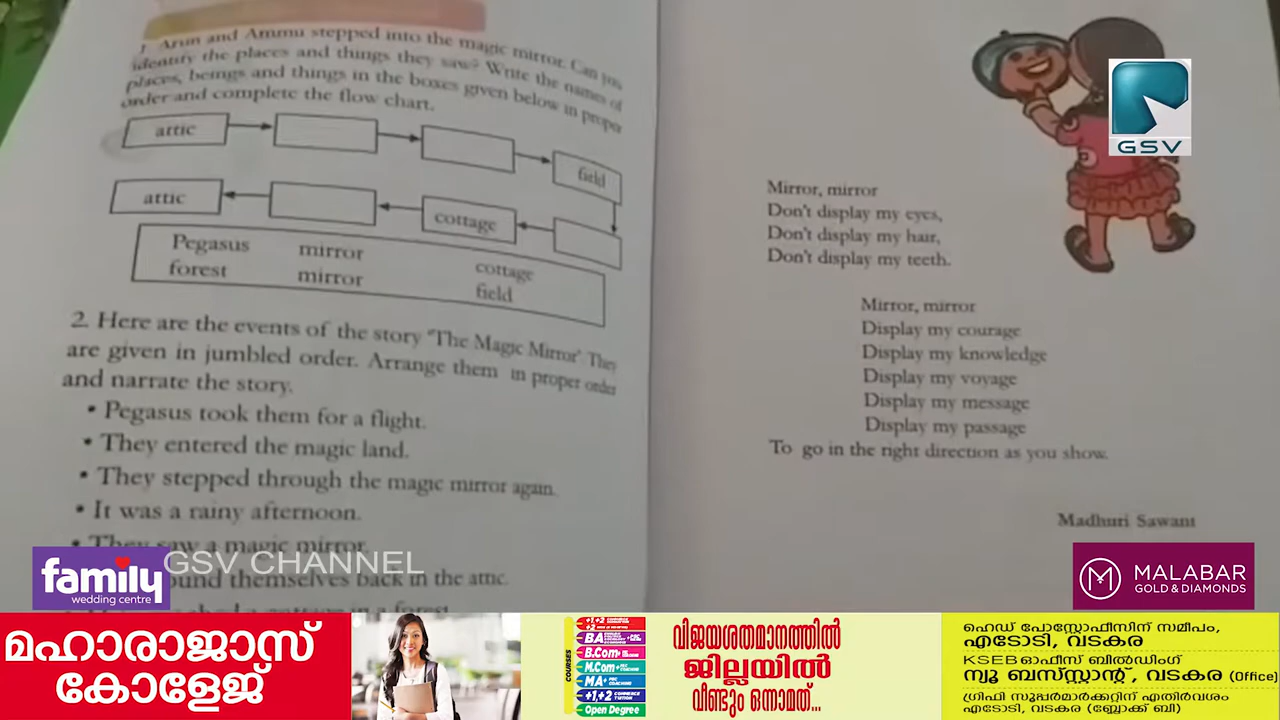 1. Arun and Ammu stepped into the magic mirror. Can you
identify the places and things they saw? Write the names of
places, beings and things in the boxes given below in proper
order and complete the flow chart.
attic
field
attic
cottage
Pegasus mirror cottage
forest mirror field
2. Here are the events of the story 'The Magic Mirror'. They
are given in jumbled order. Arrange them in proper order
and narrate the story.
• Pegasus took them for a flight.
• They entered the magic land.
• They stepped through the magic mirror again.
• It was a rainy afternoon.
• They saw a magic mirror.
found themselves back in the attic.
a cottage in a forest
GSV
Mirror, mirror
Don't display my eyes,
Don't display my hair,
Don't display my teeth.
Mirror, mirror
Display my courage
Display my knowledge
Display my voyage
Display my message
Display my passage
To go in the right direction as you show.
Madhuri Sawant
GSV CHANNEL
family
wedding centre
MALABAR
GOLD & DIAMONDS
മഹാരാജാസ്
കോളേജ്
COURSES
+1,+2
BA
B.Com
M.Com
MA
+1,+2
Open Degree
വിജയശതമാനത്തിൽ
ജില്ലയിൽ
വീണ്ടും ഒന്നാമത്...
ഹെഡ് പോസ്റ്റോഫീസിന് സമീപം,
എടോടി, വടകര
KSEB ഓഫീസ് ബിൽഡിംഗ്
ന്യൂ ബസ്സ്റ്റാന്റ്, വടകര (Office)
ഗ്രിഫി സൂപ്പർമാർക്കറ്റിന് എതിർവശം
എടോടി, വടകര (ബ്ലോക്ക് ബി)